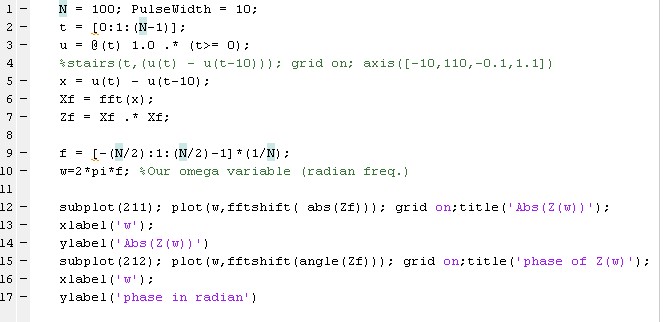 1 - N = 100; PulseWidth = 10;
2 - t = [0:1:(N-1)];
3 - u = @(t) 1.0 .* (t>= 0);
4 %stairs(t,(u(t) - u(t-10))); grid on; axis([-10,110,-0.1,1.1])
5 - x = u(t) - u(t-10);
6 - Xf = fft(x);
7 - Zf = Xf .* Xf;
8
9 - f = [-(N/2):1:(N/2)-1]*(1/N);
10 - w=2*pi*f; %Our omega variable (radian freq.)
11
12 - subplot(211); plot(w,fftshift( abs(Zf))); grid on;title('Abs(Z(w))');
13 - xlabel('w');
14 - ylabel('Abs(Z(w))')
15 - subplot(212); plot(w,fftshift(angle(Zf))); grid on;title('phase of Z(w)');
16 - xlabel('w');
17 - ylabel('phase in radian')